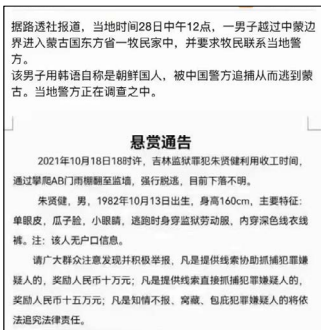 据路透社报道，当地时间28日中午12点，一男子越过中蒙边
界进入蒙古国东方省一牧民家中，并要求牧民联系当地警
方。
该男子用韩语自称是朝鲜国人，被中国警方追捕从而逃到蒙
古。当地警方正在调查之中。
悬赏通告
2021年10月18日18时许，吉林监狱罪犯朱贤健利用收工时间，
通过攀爬AB门雨棚翻至监墙，强行脱逃，目前下落不明。
朱贤健，男，1982年10月13日出生，身高160cm，主要特征：
单眼皮，瓜子脸，小眼睛，逃跑时身穿监狱劳动服，内穿深色线衣线
裤。注：该人无户口信息。
请广大群众注意发现并积极举报，凡是提供线索协助抓捕犯罪嫌
疑人的，奖励人民币十万元；凡是提供线索直接抓捕犯罪嫌疑人的，
奖励人民币十五万元；凡是知情不报、窝藏、包庇犯罪嫌疑人的将依
法追究法律责任。